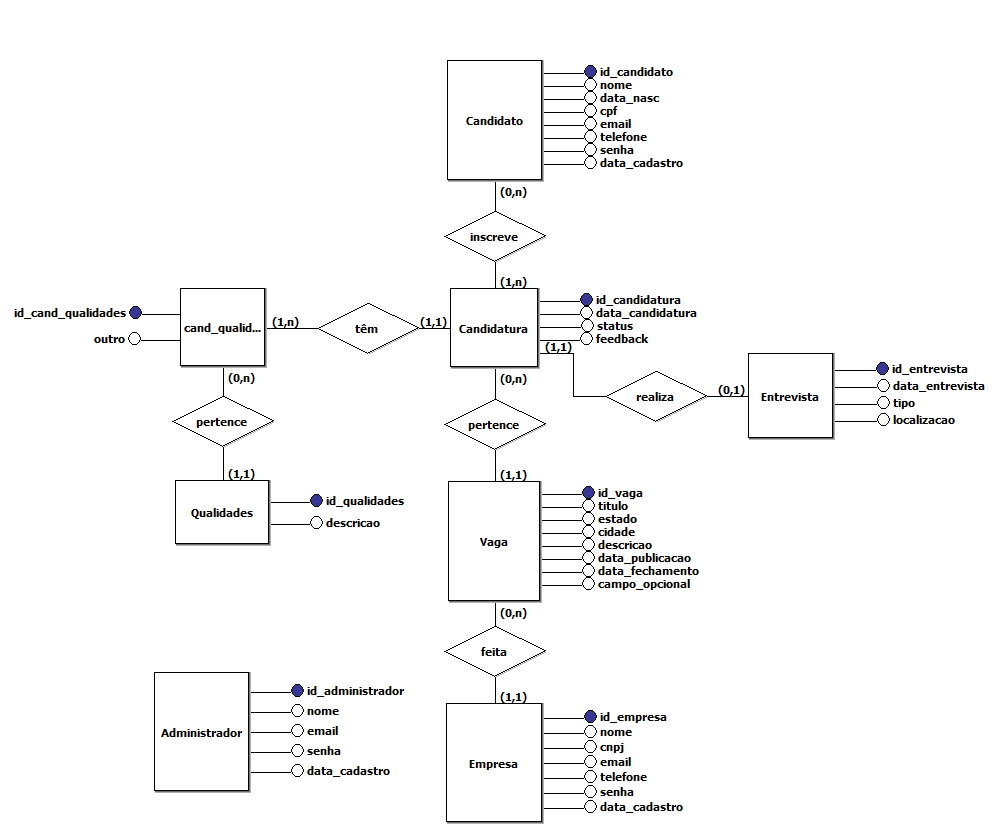 id_candidato
nome
data_nasc
Candidato
cpf
email
telefone
senha
data_cadastro
(0,n)
inscreve
(1,n)
id_cand_qualidades
outro
cand_qualid...
(1,n)
têm
(1,1)
Candidatura
id_candidatura
data_candidatura
status
feedback
(1,1)
(0,n)
pertence
(1,1)
Qualidades
id_qualidades
descricao
(0,n)
pertence
(1,1)
realiza
(0,1)
Entrevista
id_entrevista
data_entrevista
tipo
localizacao
Vaga
id_vaga
titulo
estado
cidade
descricao
data_publicacao
data_fechamento
campo_opcional
(0,n)
feita
(1,1)
Administrador
id_administrador
nome
email
senha
data_cadastro
Empresa
id_empresa
nome
cnpj
email
telefone
senha
data_cadastro